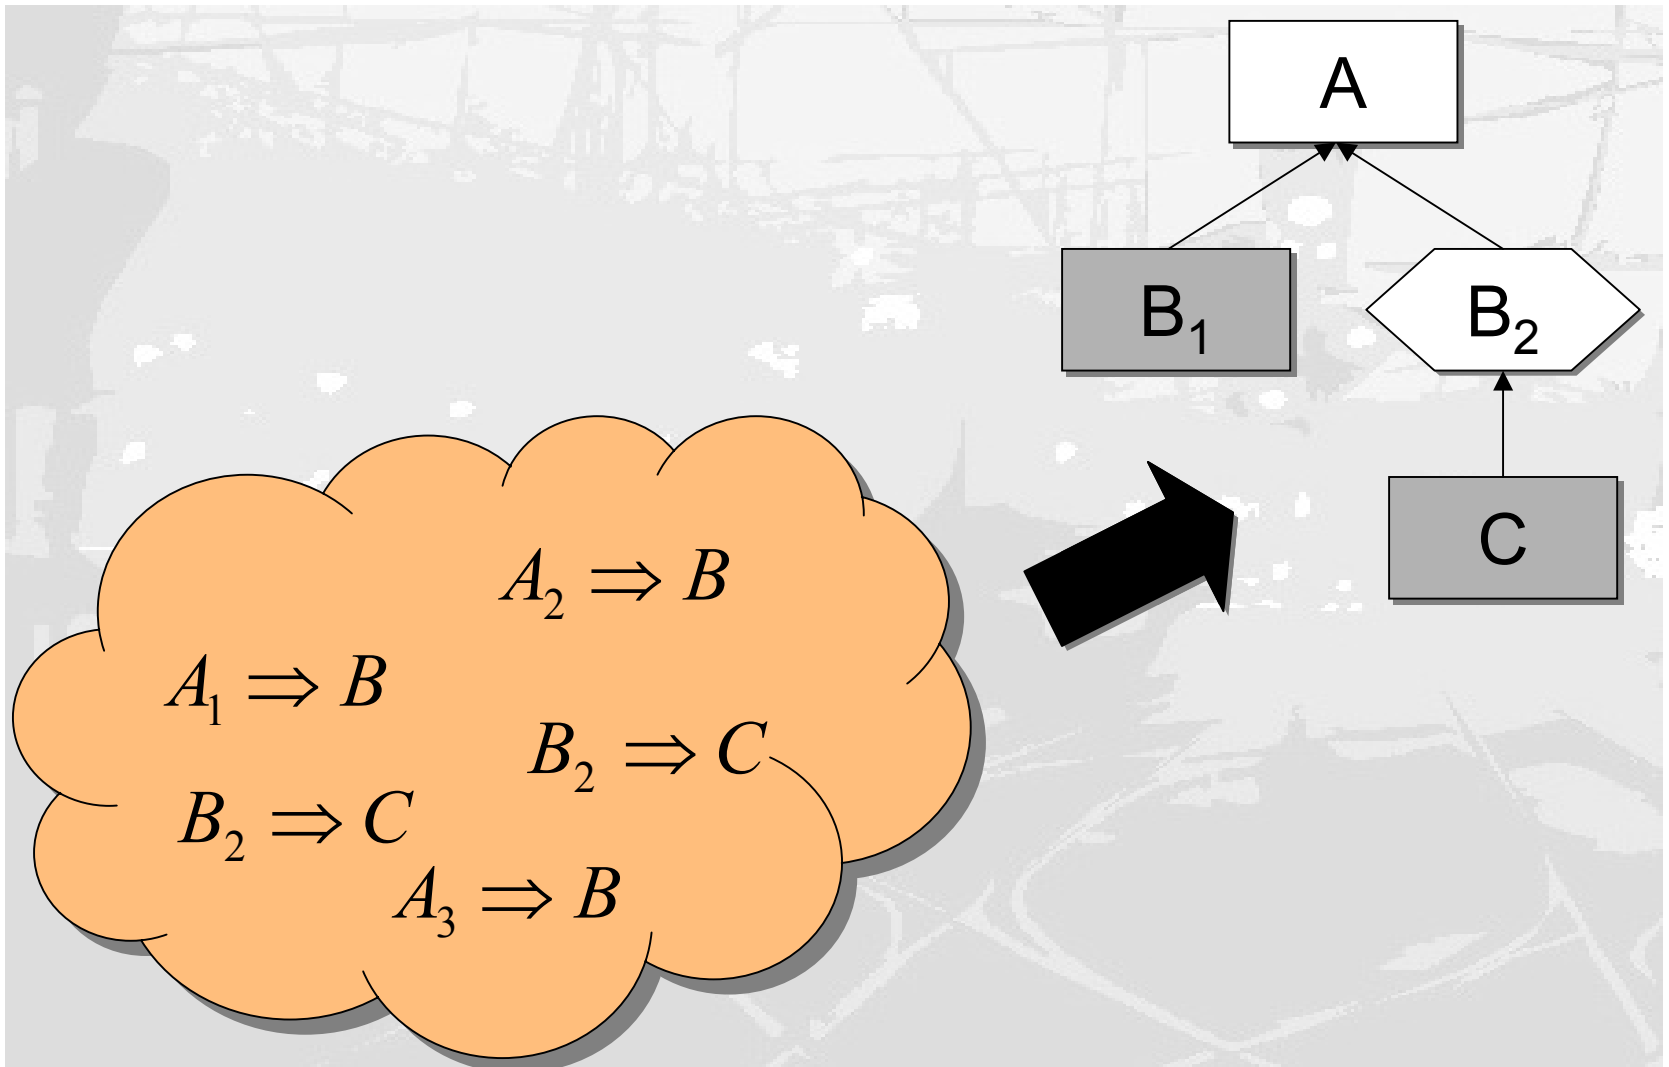 A
B₁
B₂
C
A₂ ⇒ B
A₁ ⇒ B
B₂ ⇒ C
B₂ ⇒ C
A₃ ⇒ B